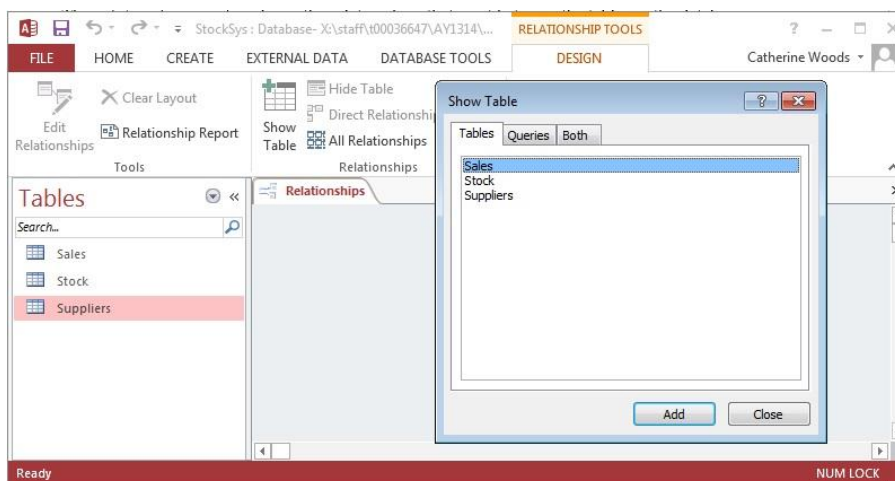 StockSys : Database- X:\staff\t00036647\AY1314\... RELATIONSHIP TOOLS ?
FILE HOME CREATE EXTERNAL DATA DATABASE TOOLS DESIGN Catherine Woods
Edit Relationships
Clear Layout
Relationship Report
Tools
Show Table
Hide Table
Direct Relationshi
All Relationships
Relationships
Tables «
Search...
Sales
Stock
Suppliers
Relationships
Show Table ?
Tables Queries Both
Sales
Stock
Suppliers
Add Close
Ready NUM LOCK